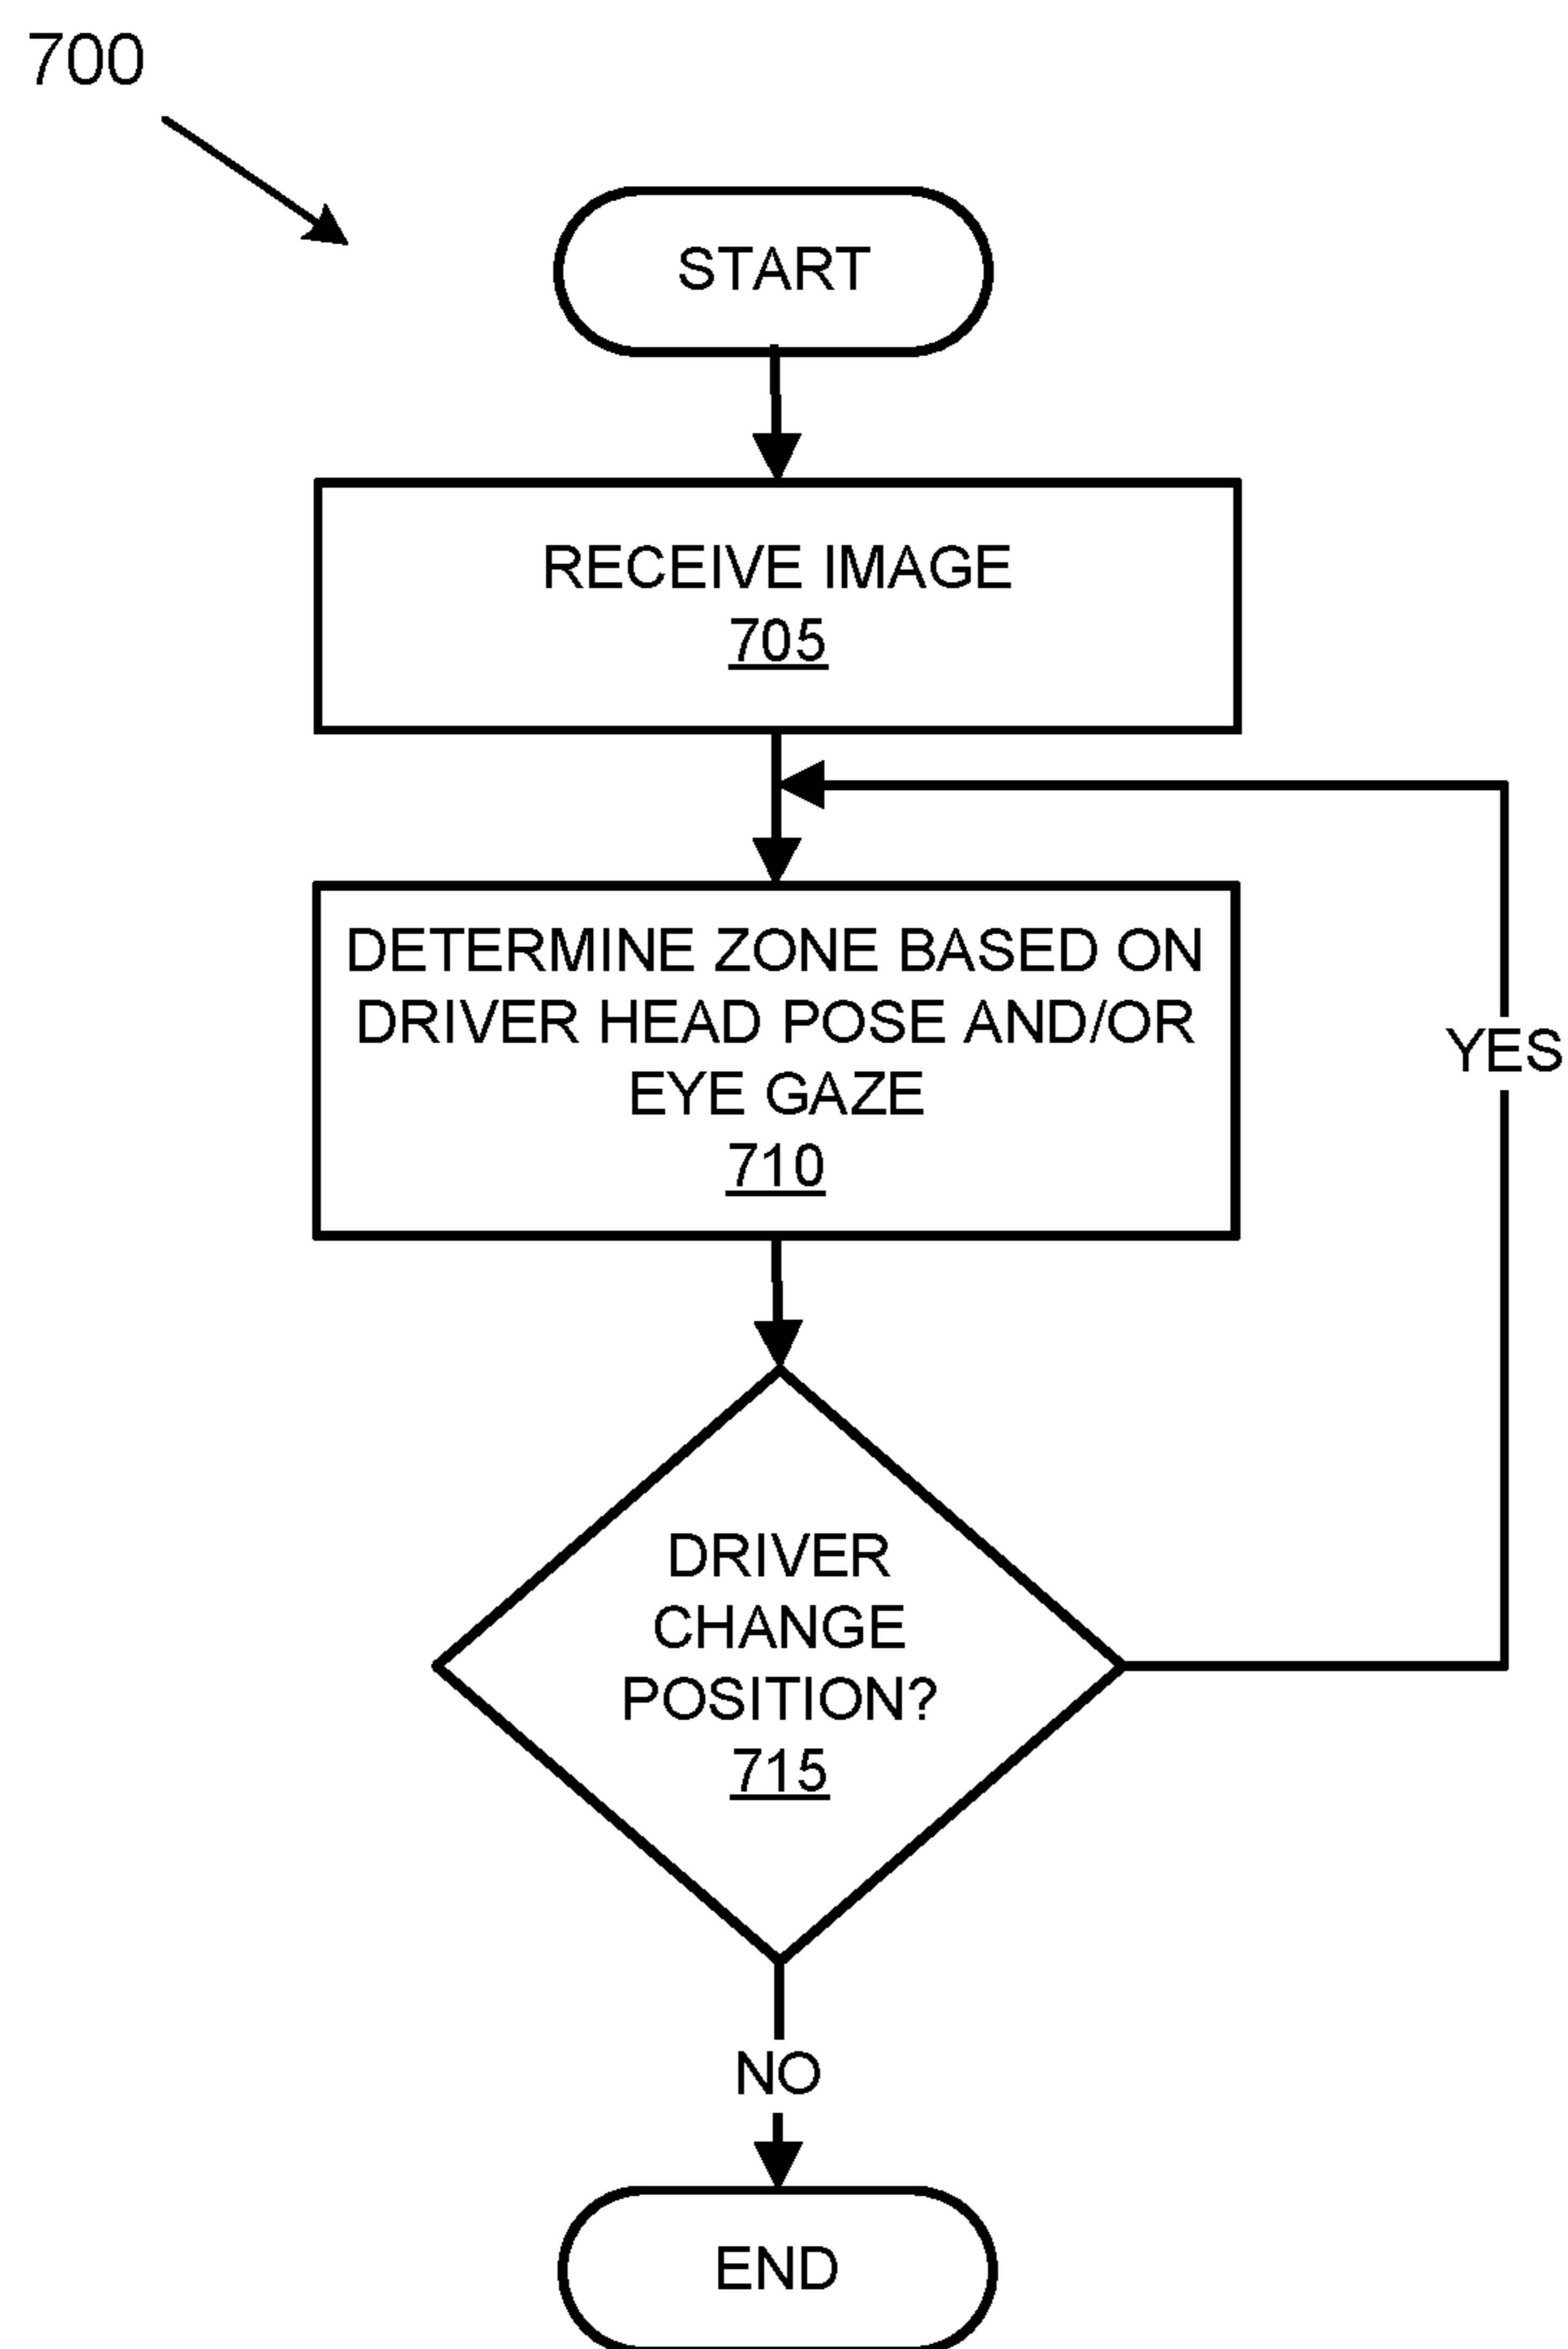 700
START
RECEIVE IMAGE
705
DETERMINE ZONE BASED ON
DRIVER HEAD POSE AND/OR
EYE GAZE
710
YES
DRIVER
CHANGE
POSITION?
715
NO
END